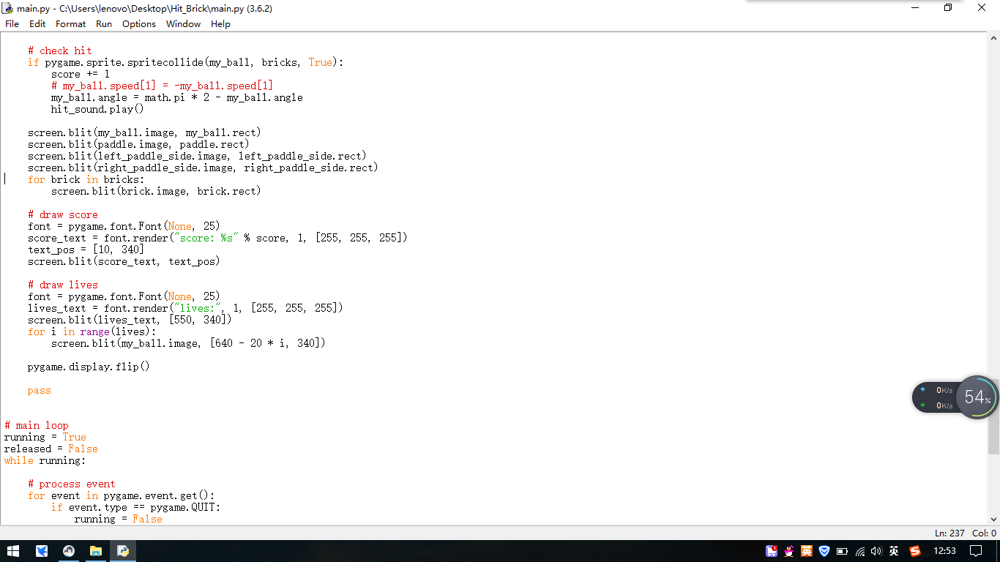 main.py - C:\Users\lenovo\Desktop\Hit_Brick\main.py (3.6.2)
File Edit Format Run Options Window Help
# check hit
if pygame.sprite.spritecollide(my_ball, bricks, True):
score += 1
# my_ball.speed[1] = -my_ball.speed[1]
my_ball.angle = math.pi * 2 - my_ball.angle
hit_sound.play()
screen.blit(my_ball.image, my_ball.rect)
screen.blit(paddle.image, paddle.rect)
screen.blit(left_paddle_side.image, left_paddle_side.rect)
screen.blit(right_paddle_side.image, right_paddle_side.rect)
for brick in bricks:
screen.blit(brick.image, brick.rect)
# draw score
font = pygame.font.Font(None, 25)
score_text = font.render("score: %s" % score, 1, [255, 255, 255])
text_pos = [10, 340]
screen.blit(score_text, text_pos)
# draw lives
font = pygame.font.Font(None, 25)
lives_text = font.render("lives:", 1, [255, 255, 255])
screen.blit(lives_text, [550, 340])
for i in range(lives):
screen.blit(my_ball.image, [640 - 20 * i, 340])
pygame.display.flip()
pass
0K/s
0K/s
54%
# main loop
running = True
released = False
while running:
# process event
for event in pygame.event.get():
if event.type == pygame.QUIT:
running = False
Ln: 237 Col: 0
英
12:53